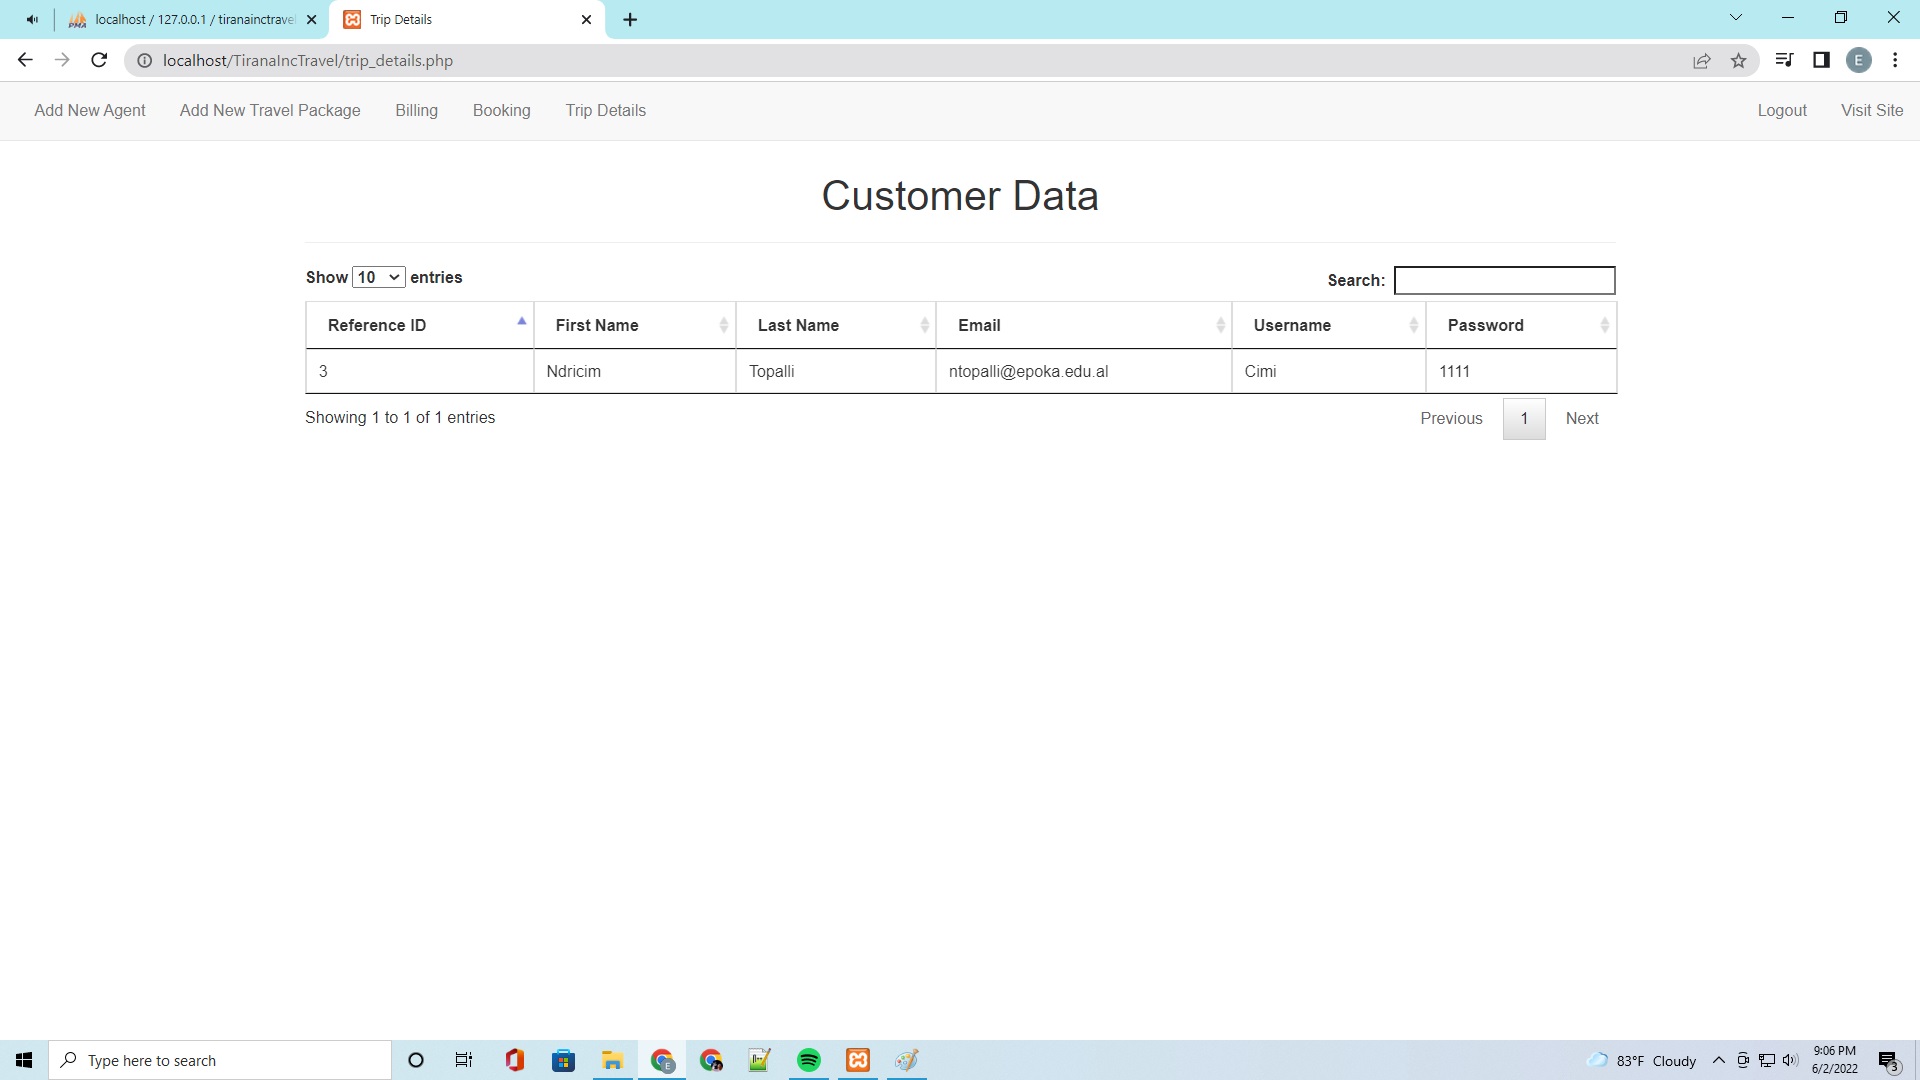 localhost / 127.0.0.1 / tiranainctrave
Trip Details
localhost/TiranaIncTravel/trip_details.php
E
Add New Agent Add New Travel Package Billing Booking Trip Details Logout Visit Site
Customer Data
Show 10 entries Search:
Reference ID First Name Last Name Email Username Password
3 Ndricim Topalli ntopalli@epoka.edu.al Cimi 1111
Showing 1 to 1 of 1 entries Previous 1 Next
Type here to search
83°F Cloudy
9:06 PM
6/2/2022
3